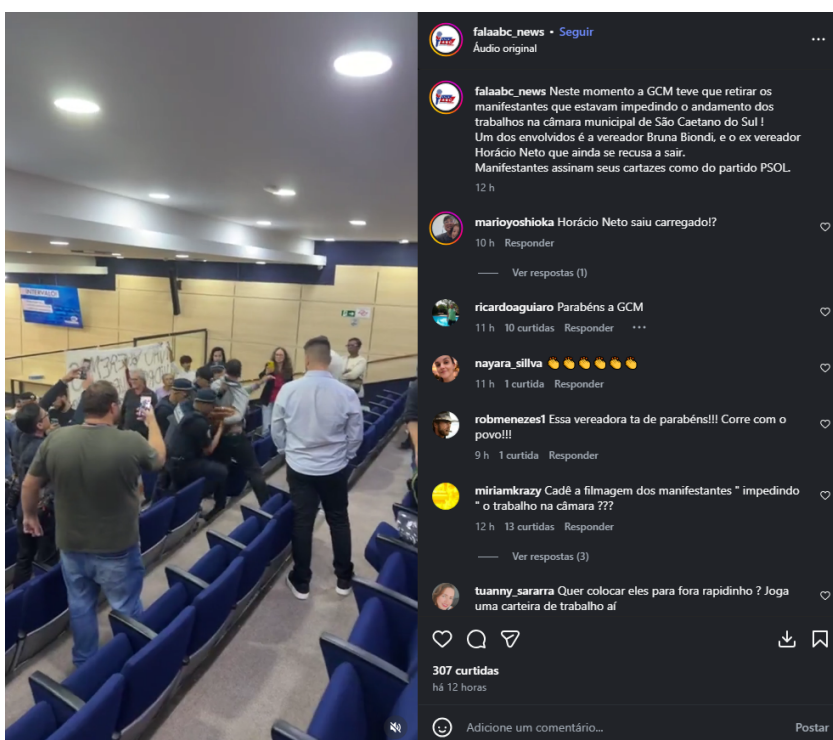 falaabc_news • Seguir
Áudio original
falaabc_news Neste momento a GCM teve que retirar os
manifestantes que estavam impedindo o andamento dos
trabalhos na câmara municipal de São Caetano do Sul !
Um dos envolvidos é a vereador Bruna Biondi, e o ex vereador
Horácio Neto que ainda se recusa a sair.
Manifestantes assinam seus cartazes como do partido PSOL.
12 h
marioyoshioka Horácio Neto saiu carregado!?
10 h Responder
Ver respostas (1)
ricardoaguiaro Parabéns a GCM
11 h 10 curtidas Responder
nayara_sillva 👏👏👏👏👏👏
11 h 1 curtida Responder
robmenezes1 Essa vereadora ta de parabéns!!! Corre com o
povo!!!
9 h 1 curtida Responder
miriamkrazy Cadê a filmagem dos manifestantes " impedindo
" o trabalho na câmara ???
12 h 13 curtidas Responder
Ver respostas (3)
tuanny_sararra Quer colocar eles para fora rapidinho ? Joga
uma carteira de trabalho aí
307 curtidas
há 12 horas
Adicione um comentário...
Postar
INTERVALO